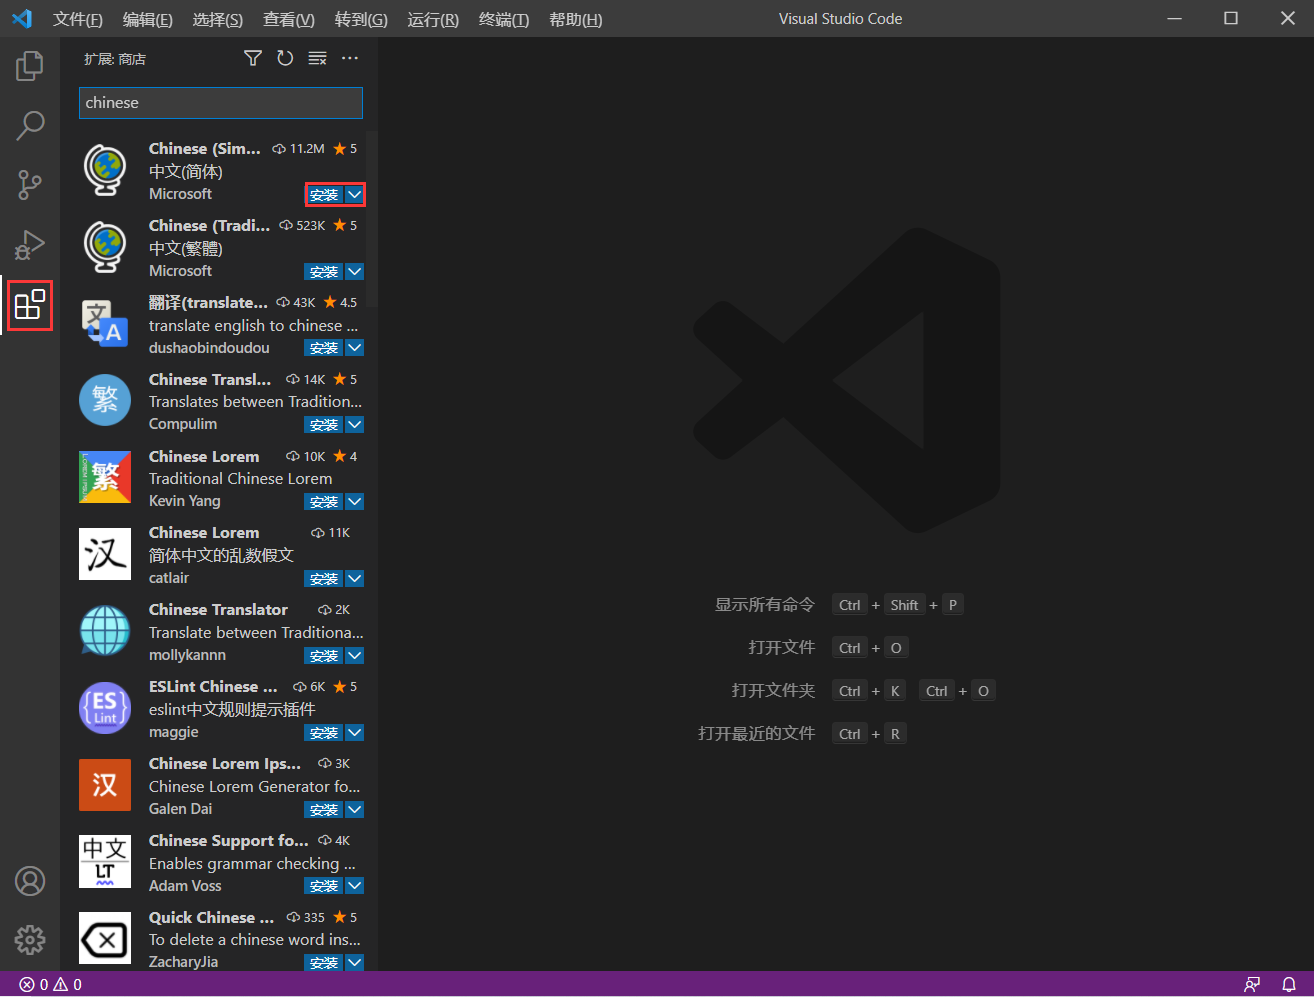 文件(F) 编辑(E) 选择(S) 查看(V) 转到(G) 运行(R) 终端(T) 帮助(H) Visual Studio Code
扩展: 商店
chinese
Chinese (Sim... 11.2M ★ 5
中文(简体)
Microsoft 安装
Chinese (Tradi... 523K ★ 5
中文(繁體)
Microsoft 安装
翻译(translate... 43K ★ 4.5
translate english to chinese ...
dushaobindoudou 安装
文 A
Chinese Transl... 14K ★ 5
Translates between Tradition...
Compulim 安装
繁
Chinese Lorem 10K ★ 4
Traditional Chinese Lorem
Kevin Yang 安装
繁
Chinese Lorem 11K
简体中文的乱数假文
catlair 安装
汉
Chinese Translator 2K
Translate between Traditiona...
mollykannn 安装
ESLint Chinese ... 6K ★ 5
eslint中文规则提示插件
maggie 安装
{ES}
Lint
Chinese Lorem Ips... 3K
Chinese Lorem Generator fo...
Galen Dai 安装
汉
Chinese Support fo... 4K
Enables grammar checking ...
Adam Voss 安装
中文
LT
Quick Chinese ... 335 ★ 5
To delete a chinese word ins...
ZacharyJia 安装
显示所有命令 Ctrl + Shift + P
打开文件 Ctrl + O
打开文件夹 Ctrl + K Ctrl + O
打开最近的文件 Ctrl + R
0 0